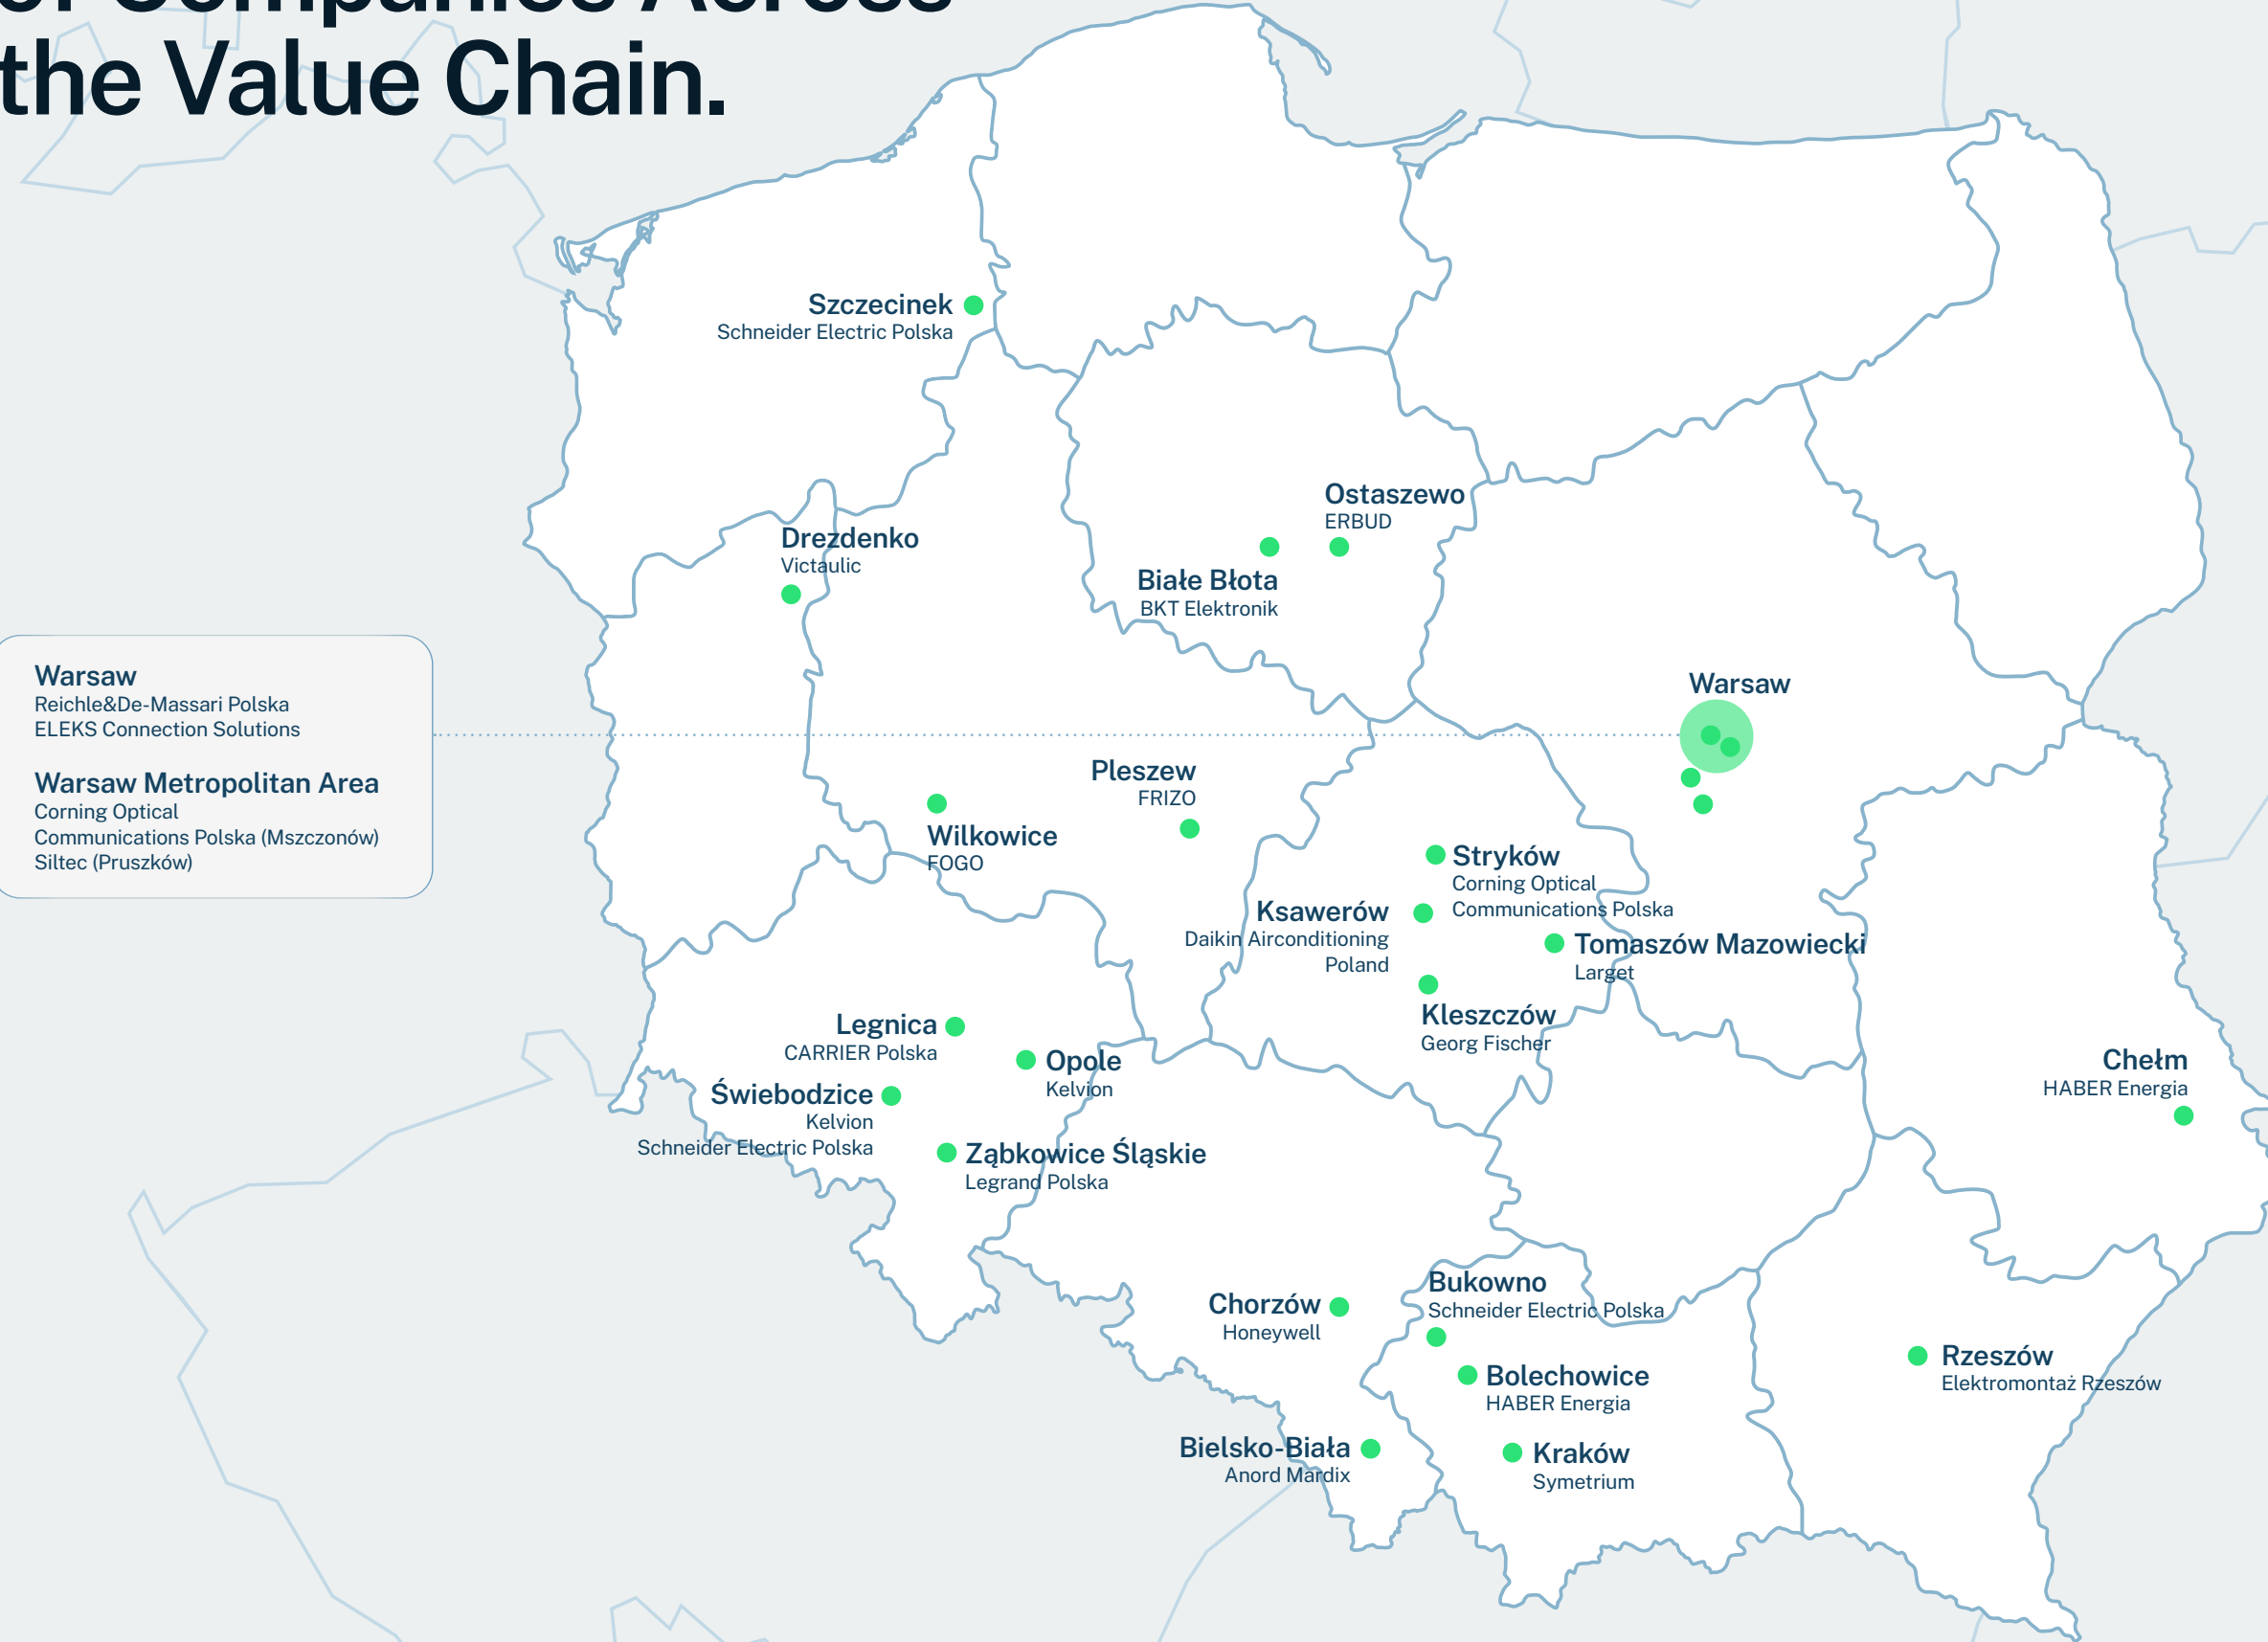 of Companies Across
the Value Chain.
Szczecinek
Schneider Electric Polska
Ostaszewo
ERBUD
Drezdenko
Victaulic
Białe Błota
BKT Elektronik
Warsaw
Reichle&De-Massari Polska
ELEKS Connection Solutions
Warsaw Metropolitan Area
Corning Optical
Communications Polska (Mszczonów)
Siltec (Pruszków)
Warsaw
Pleszew
FRIZO
Wilkowice
FOGO
Stryków
Corning Optical
Communications Polska
Ksawerów
Daikin Airconditioning
Poland
Tomaszów Mazowiecki
Larget
Kleszczów
Georg Fischer
Legnica
CARRIER Polska
Opole
Kelvion
Chełm
HABER Energia
Świebodzice
Kelvion
Schneider Electric Polska
Ząbkowice Śląskie
Legrand Polska
Bukowno
Schneider Electric Polska
Chorzów
Honeywell
Rzeszów
Elektromontaż Rzeszów
Bolechowice
HABER Energia
Bielsko-Biała
Anord Mardix
Kraków
Symetrium